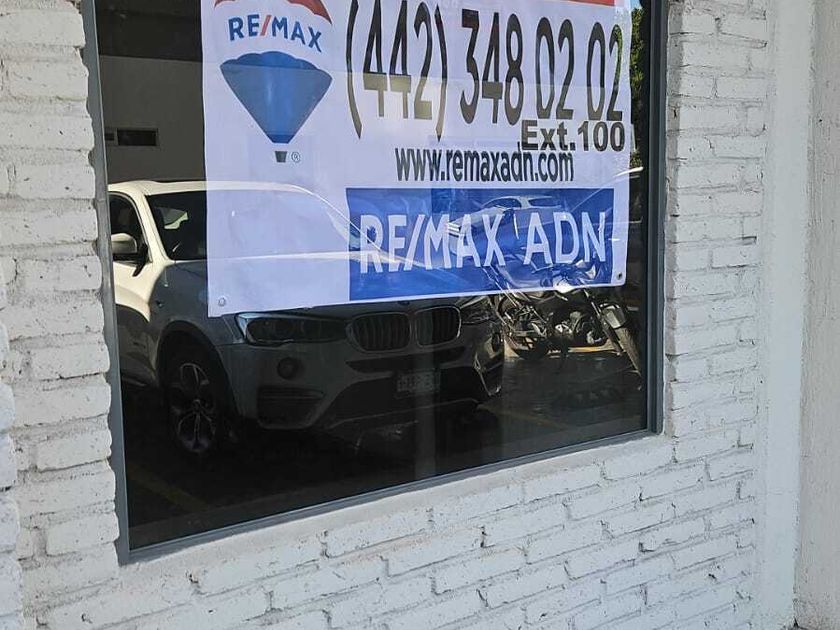 RE/MAX
(442) 348 02 02
Ext.100
www.remaxadn.com
RE/MAX ADN
®